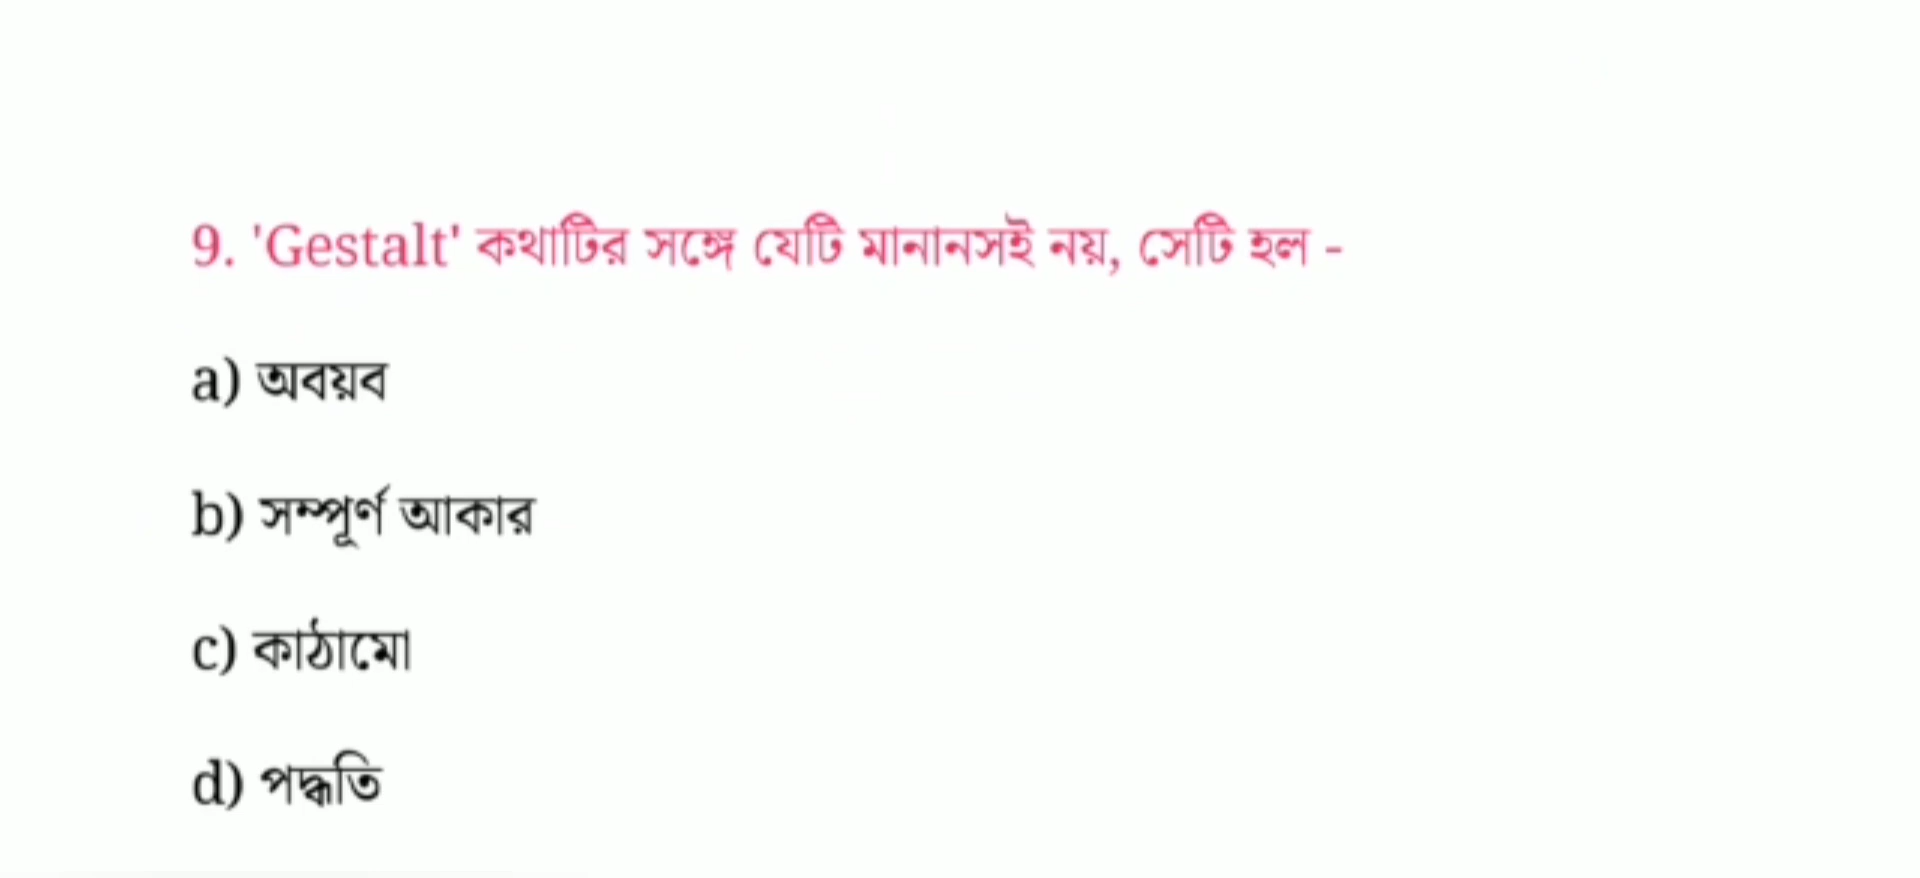 9. 'Gestalt' কথাটির সঙ্গে যেটি মানানসই নয়, সেটি হল -
a) অবয়ব
b) সম্পূর্ণ আকার
c) কাঠামো
d) পদ্ধতি